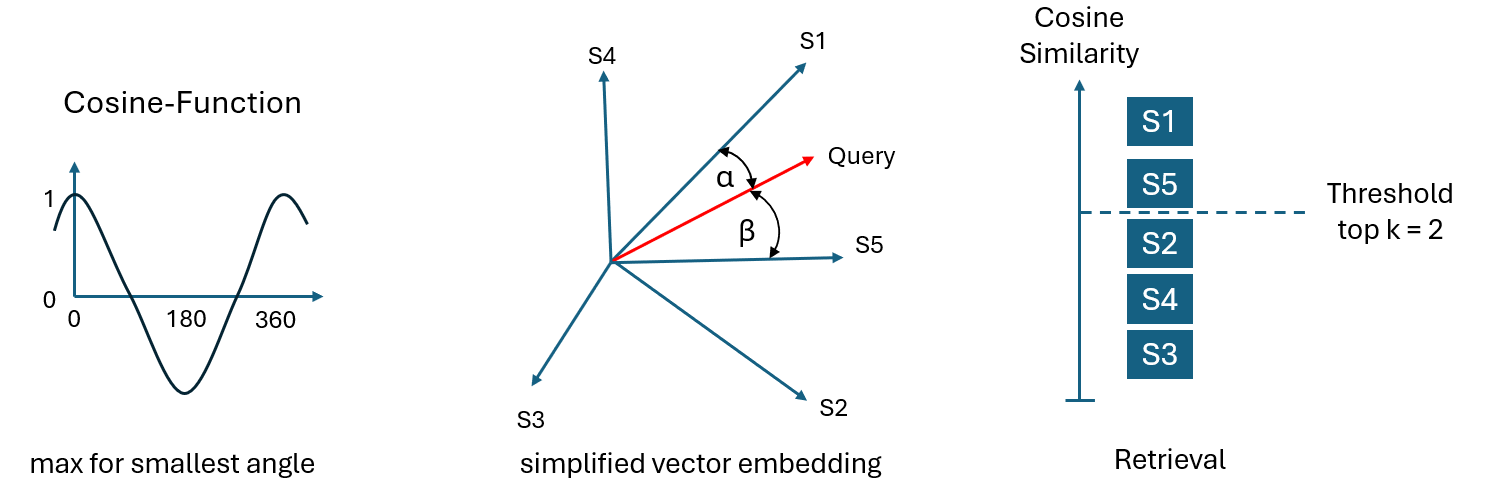 Cosine-Function
1
0
0
180
360
max for smallest angle
S4
S1
Query
α
β
S5
S3
S2
simplified vector embedding
Cosine
Similarity
S1
S5
S2
S4
S3
Threshold
top k = 2
Retrieval